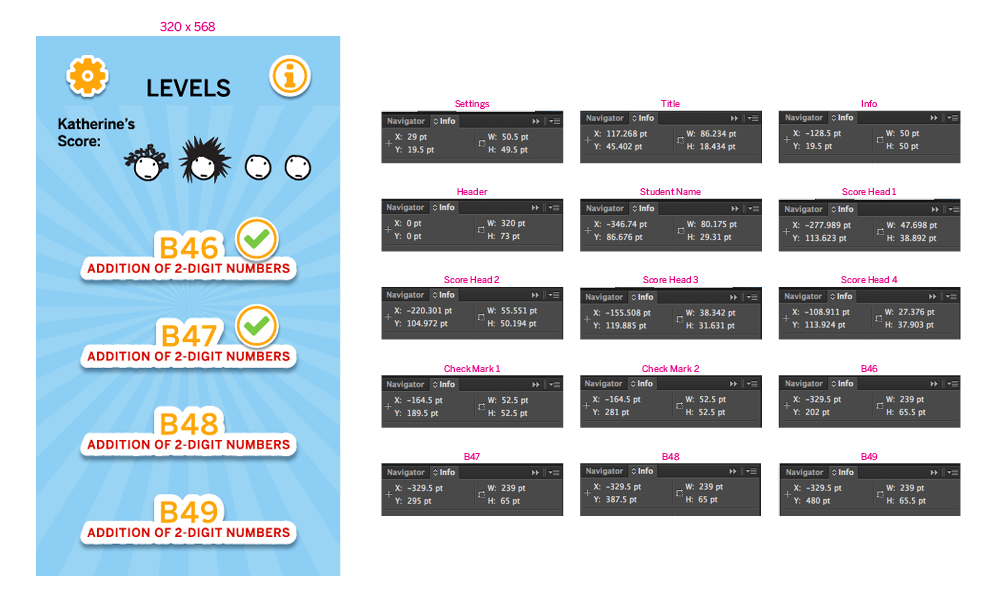 320 x 568
LEVELS
Katherine's
Score:
B46
ADDITION OF 2-DIGIT NUMBERS
B47
ADDITION OF 2-DIGIT NUMBERS
B48
ADDITION OF 2-DIGIT NUMBERS
B49
ADDITION OF 2-DIGIT NUMBERS
Settings
Navigator Info
X: 29 pt W: 50.5 pt
Y: 19.5 pt H: 49.5 pt
Title
Navigator Info
X: 117.268 pt W: 86.234 pt
Y: 45.402 pt H: 18.434 pt
Info
Navigator Info
X: -128.5 pt W: 50 pt
Y: 19.5 pt H: 50 pt
Header
Navigator Info
X: 0 pt W: 320 pt
Y: 0 pt H: 73 pt
Student Name
Navigator Info
X: -346.74 pt W: 80.175 pt
Y: 86.676 pt H: 29.31 pt
Score Head 1
Navigator Info
X: -277.989 pt W: 47.698 pt
Y: 113.623 pt H: 38.892 pt
Score Head 2
Navigator Info
X: -220.301 pt W: 55.551 pt
Y: 104.972 pt H: 50.194 pt
Score Head 3
Navigator Info
X: -155.508 pt W: 38.342 pt
Y: 119.885 pt H: 31.631 pt
Score Head 4
Navigator Info
X: -108.911 pt W: 27.376 pt
Y: 113.924 pt H: 37.903 pt
Check Mark 1
Navigator Info
X: -164.5 pt W: 52.5 pt
Y: 189.5 pt H: 52.5 pt
Check Mark 2
Navigator Info
X: -164.5 pt W: 52.5 pt
Y: 281 pt H: 52.5 pt
B46
Navigator Info
X: -329.5 pt W: 239 pt
Y: 202 pt H: 65.5 pt
B47
Navigator Info
X: -329.5 pt W: 239 pt
Y: 295 pt H: 65 pt
B48
Navigator Info
X: -329.5 pt W: 239 pt
Y: 387.5 pt H: 65 pt
B49
Navigator Info
X: -329.5 pt W: 239 pt
Y: 480 pt H: 65.5 pt